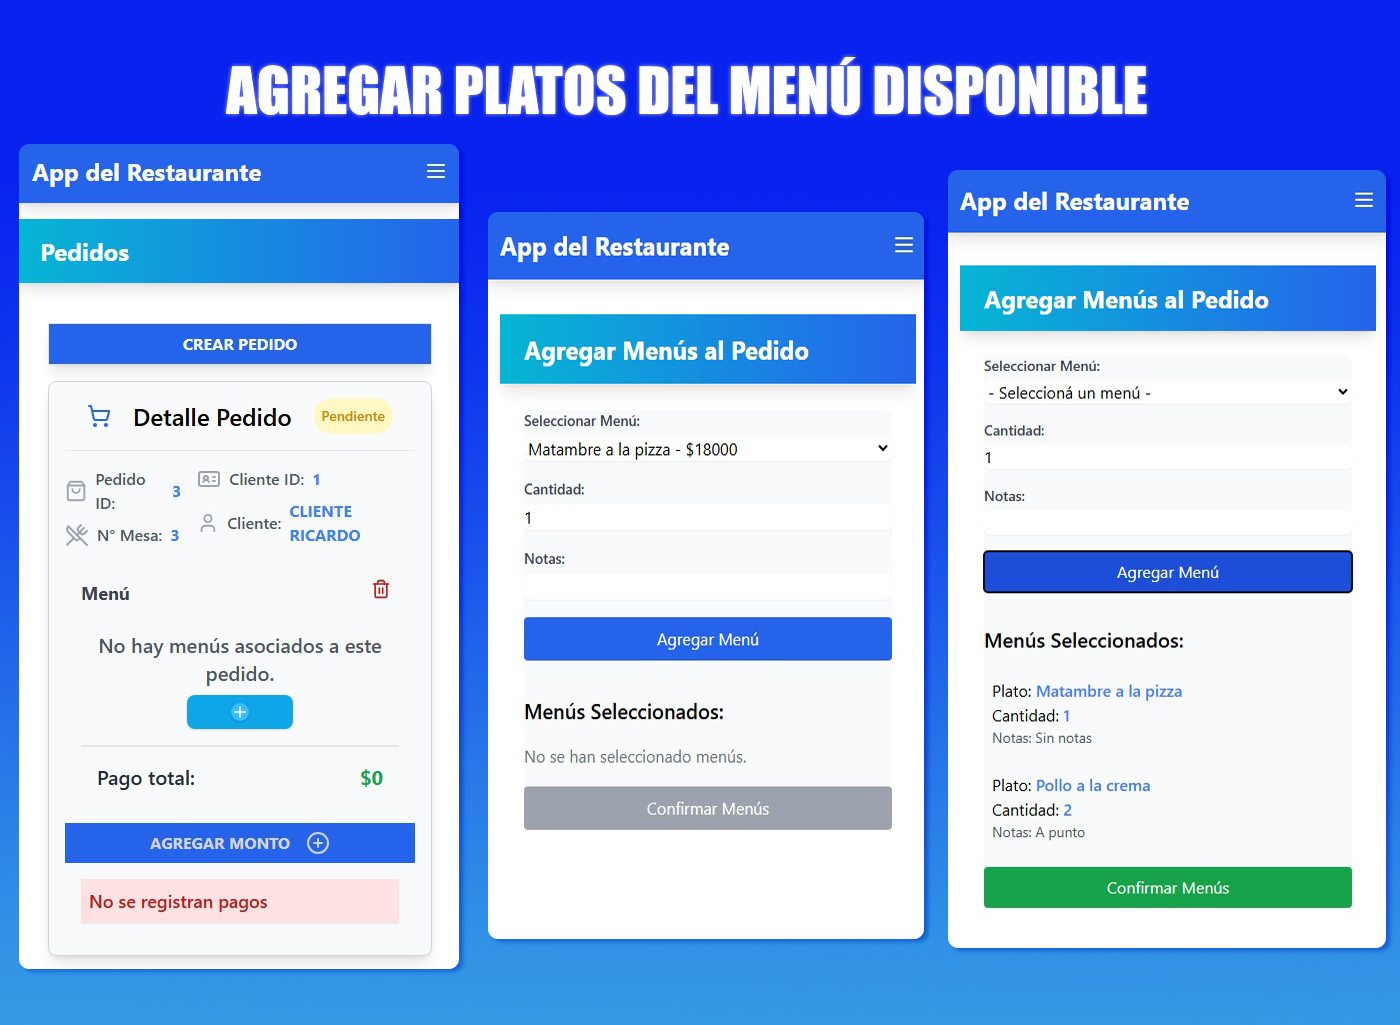 AGREGAR PLATOS DEL MENÚ DISPONIBLE
App del Restaurante
Pedidos
CREAR PEDIDO
Detalle Pedido
Pendiente
Pedido ID: 3
Cliente ID: 1
N° Mesa: 3
Cliente: CLIENTE RICARDO
Menú
No hay menús asociados a este
pedido.
Pago total: $0
AGREGAR MONTO
No se registran pagos
App del Restaurante
Agregar Menús al Pedido
Seleccionar Menú:
Matambre a la pizza - $18000
Cantidad:
1
Notas:
Agregar Menú
Menús Seleccionados:
No se han seleccionado menús.
Confirmar Menús
App del Restaurante
Agregar Menús al Pedido
Seleccionar Menú:
- Seleccioná un menú -
Cantidad:
1
Notas:
Agregar Menú
Menús Seleccionados:
Plato: Matambre a la pizza
Cantidad: 1
Notas: Sin notas
Plato: Pollo a la crema
Cantidad: 2
Notas: A punto
Confirmar Menús